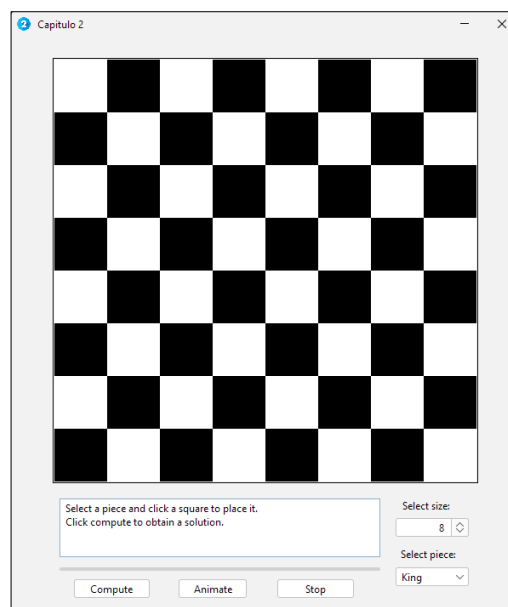 2 Capitulo 2
Select a piece and click a square to place it.
Click compute to obtain a solution.
Select size:
8
Select piece:
King
Compute Animate Stop